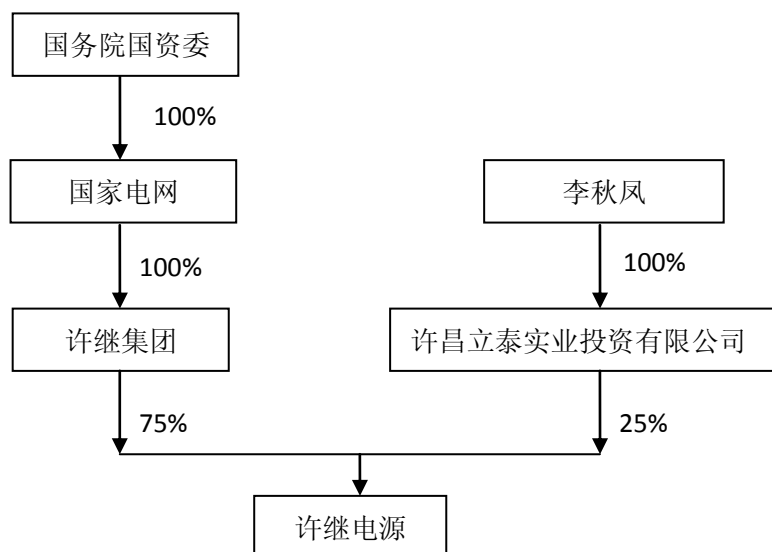 国务院国资委
100%
国家电网
李秋凤
100%
100%
许继集团
许昌立泰实业投资有限公司
75%
25%
许继电源